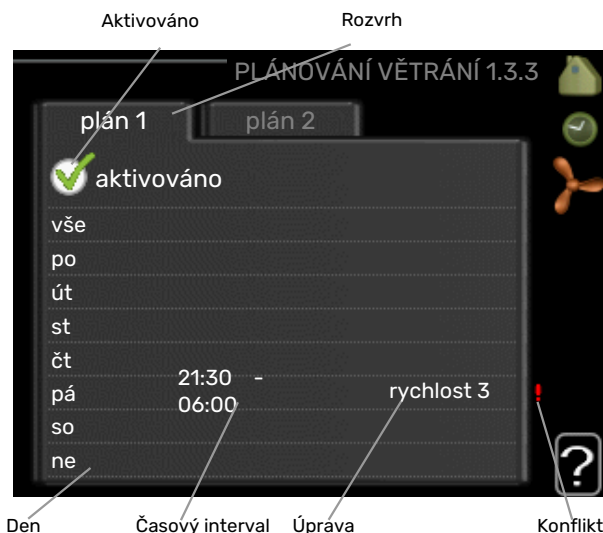 Aktivováno Rozvrh
PLÁNOVÁNÍ VĚTRÁNÍ 1.3.3
plán 1 plán 2
aktivováno
vše
po
út
st
čt
pá 21:30 - 06:00 rychlost 3 !
so
ne
?
Den Časový interval Úprava Konflikt